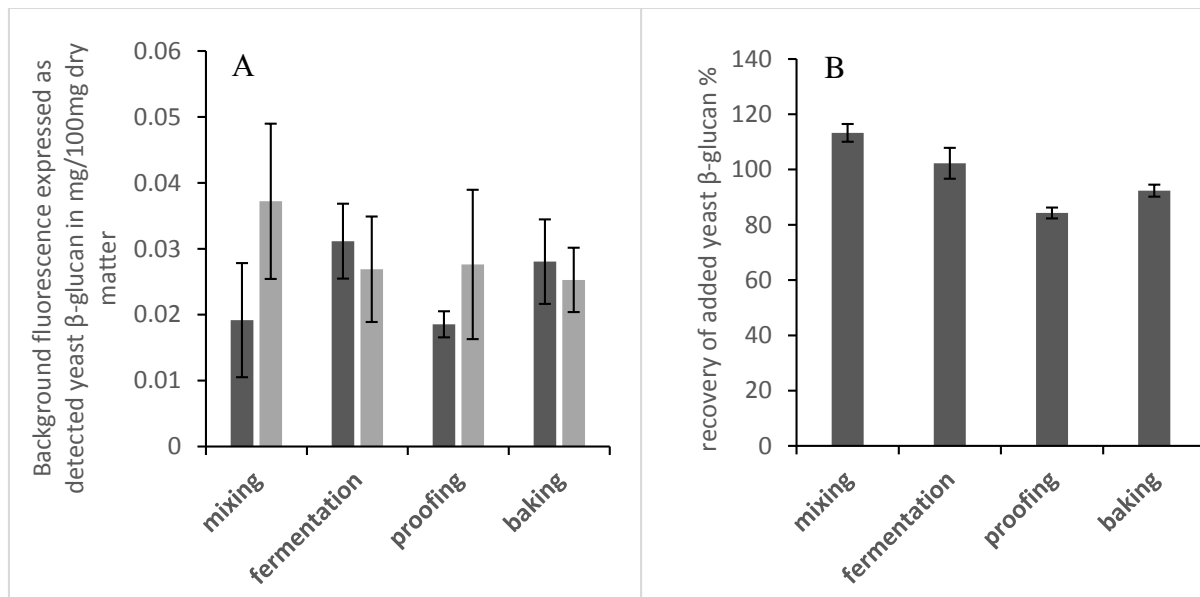 A
Background fluorescence expressed as
detected yeast β-glucan in mg/100mg dry
matter
0.06
0.05
0.04
0.03
0.02
0.01
0
mixing
fermentation
proofing
baking
B
recovery of added yeast β-glucan %
140
120
100
80
60
40
20
0
mixing
fermentation
proofing
baking